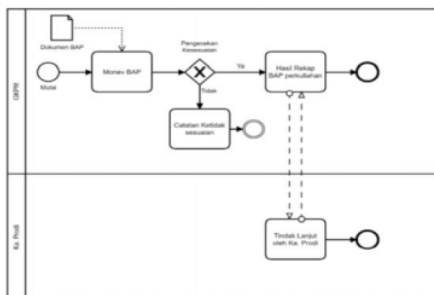 Dokumen BAP
Pengecekan
Kesesuaian
Mulai
Monev BAP
Ya
Hasil Rekap
BAP perkuliahan
Tidak
Catatan Ketidak
sesuaian
GKPM
Ka. Prodi
Tindak Lanjut
oleh Ka. Prodi